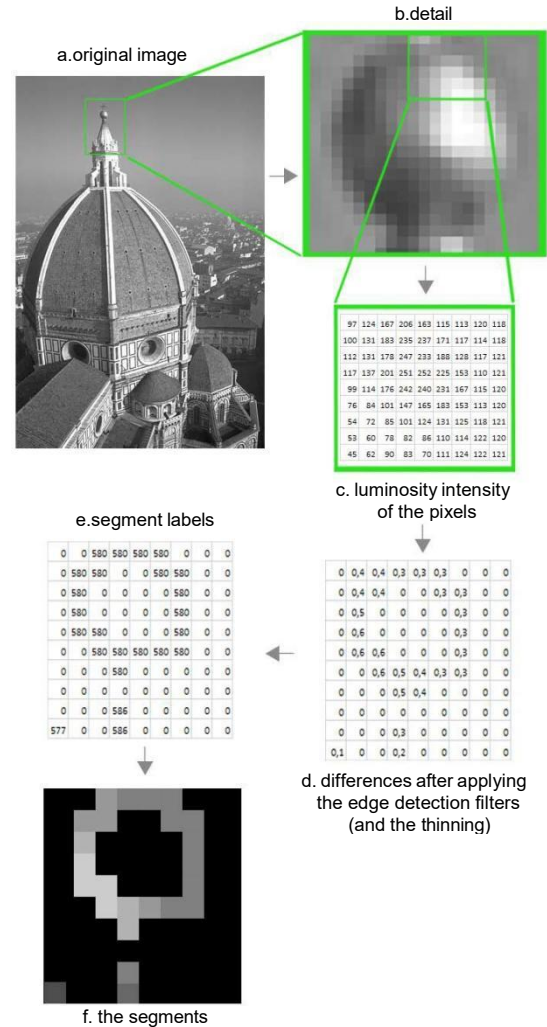 b.detail
a.original image
97 124 167 206 163 115 113 120 118
100 131 183 235 237 171 117 114 118
112 131 178 247 233 188 128 117 121
117 137 201 251 252 225 153 110 121
99 114 176 242 240 231 167 115 120
76 84 101 147 165 183 153 113 120
54 72 85 101 124 131 125 118 121
53 60 78 82 86 110 114 122 120
45 62 90 83 70 111 124 122 121
c. luminosity intensity
of the pixels
e.segment labels
0 0 580 580 580 580 0 0 0
0 580 580 0 0 580 580 0 0
0 580 0 0 0 0 580 0 0
0 580 0 0 0 0 580 0 0
0 580 580 0 0 0 580 0 0
0 0 580 580 580 580 580 0 0
0 0 0 580 0 0 0 0 0
0 0 0 0 0 0 0 0 0
0 0 0 586 0 0 0 0 0
577 0 0 586 0 0 0 0 0
0 0,4 0,4 0,3 0,3 0,3 0 0 0
0 0,4 0,4 0 0 0,3 0,3 0 0
0 0,5 0 0 0 0 0,3 0 0
0 0,6 0 0 0 0 0,3 0 0
0 0,6 0,6 0 0 0 0,3 0 0
0 0 0,6 0,5 0,4 0,3 0,3 0 0
0 0 0 0,5 0,4 0 0 0 0
0 0 0 0 0 0 0 0 0
0 0 0 0,3 0 0 0 0 0
0,1 0 0 0,2 0 0 0 0 0
d. differences after applying
the edge detection filters
(and the thinning)
f. the segments